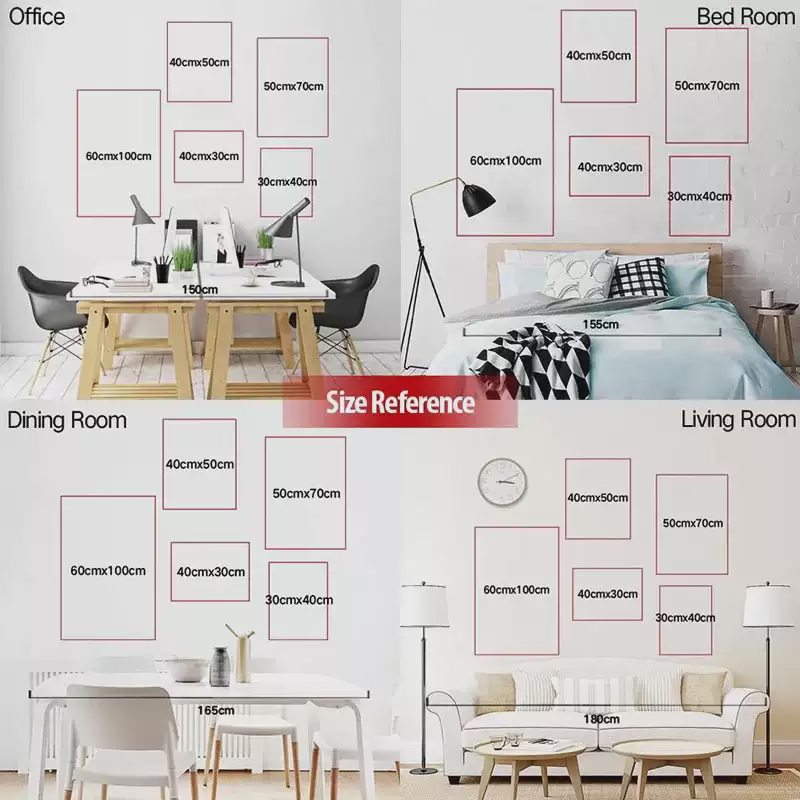 Office
40cmx50cm
50cmx70cm
60cmx100cm
40cmx30cm
30cmx40cm
150cm
Bed Room
40cmx50cm
50cmx70cm
60cmx100cm
40cmx30cm
30cmx40cm
155cm
Size Reference
Dining Room
40cmx50cm
50cmx70cm
60cmx100cm
40cmx30cm
30cmx40cm
165cm
Living Room
40cmx50cm
50cmx70cm
60cmx100cm
40cmx30cm
30cmx40cm
180cm